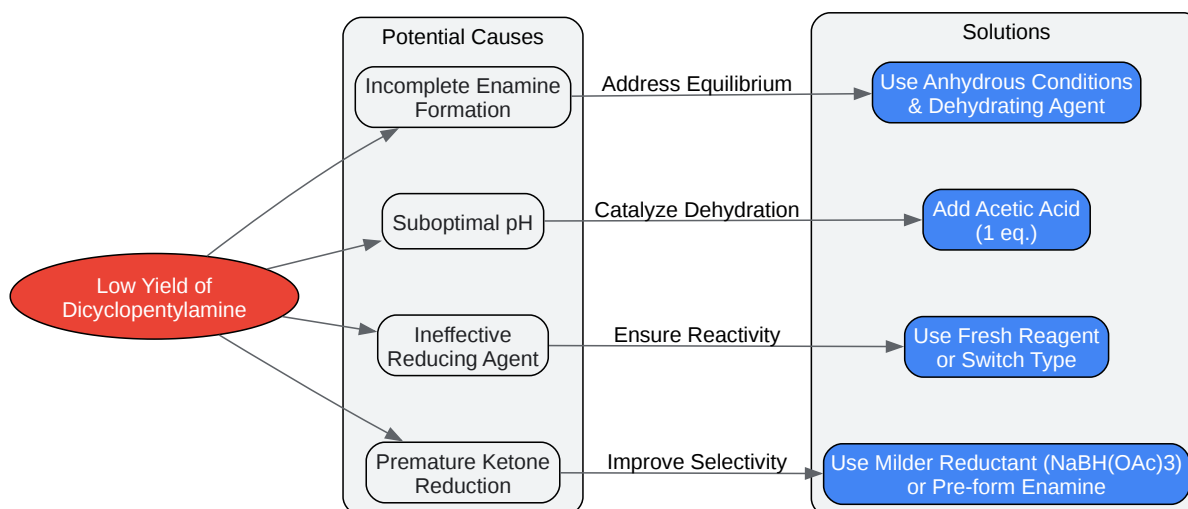 Potential Causes
Solutions
Incomplete Enamine
Formation
Address Equilibrium
Use Anhydrous Conditions
& Dehydrating Agent
Suboptimal pH
Catalyze Dehydration
Add Acetic Acid
(1 eq.)
Low Yield of
Dicyclopentylamine
Ineffective
Reducing Agent
Ensure Reactivity
Use Fresh Reagent
or Switch Type
Premature Ketone
Reduction
Improve Selectivity
Use Milder Reductant (NaBH(OAc)3)
or Pre-form Enamine